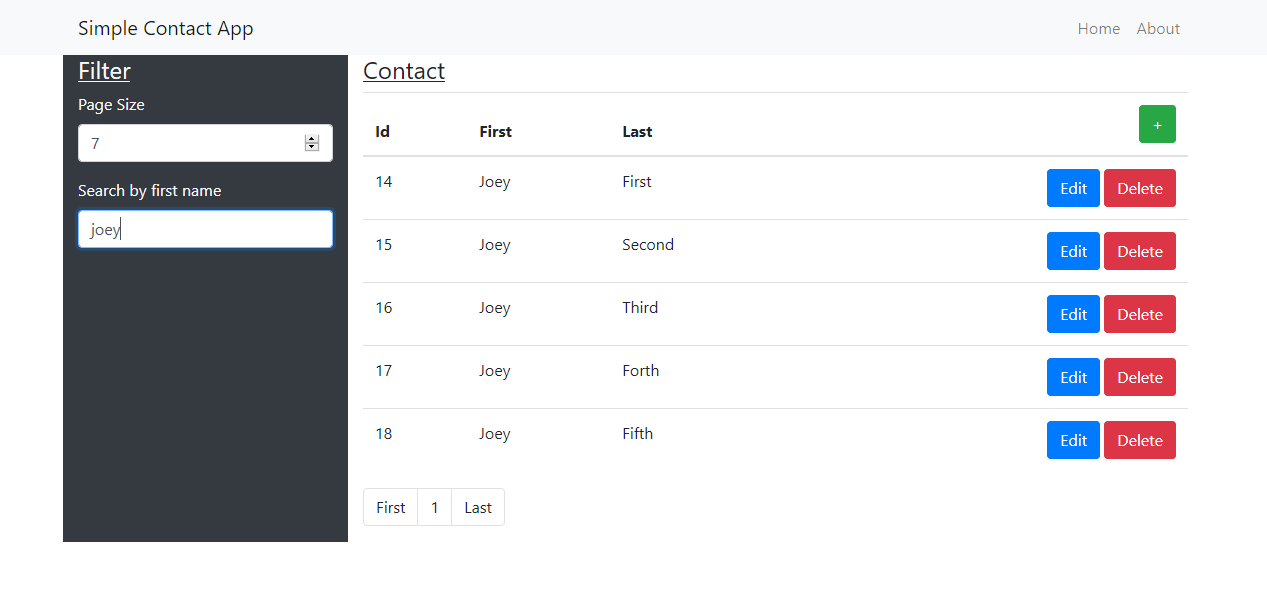 Simple Contact App
Home About
Filter
Page Size
7
Search by first name
joey
Contact
Id First Last +
14 Joey First Edit Delete
15 Joey Second Edit Delete
16 Joey Third Edit Delete
17 Joey Forth Edit Delete
18 Joey Fifth Edit Delete
First 1 Last